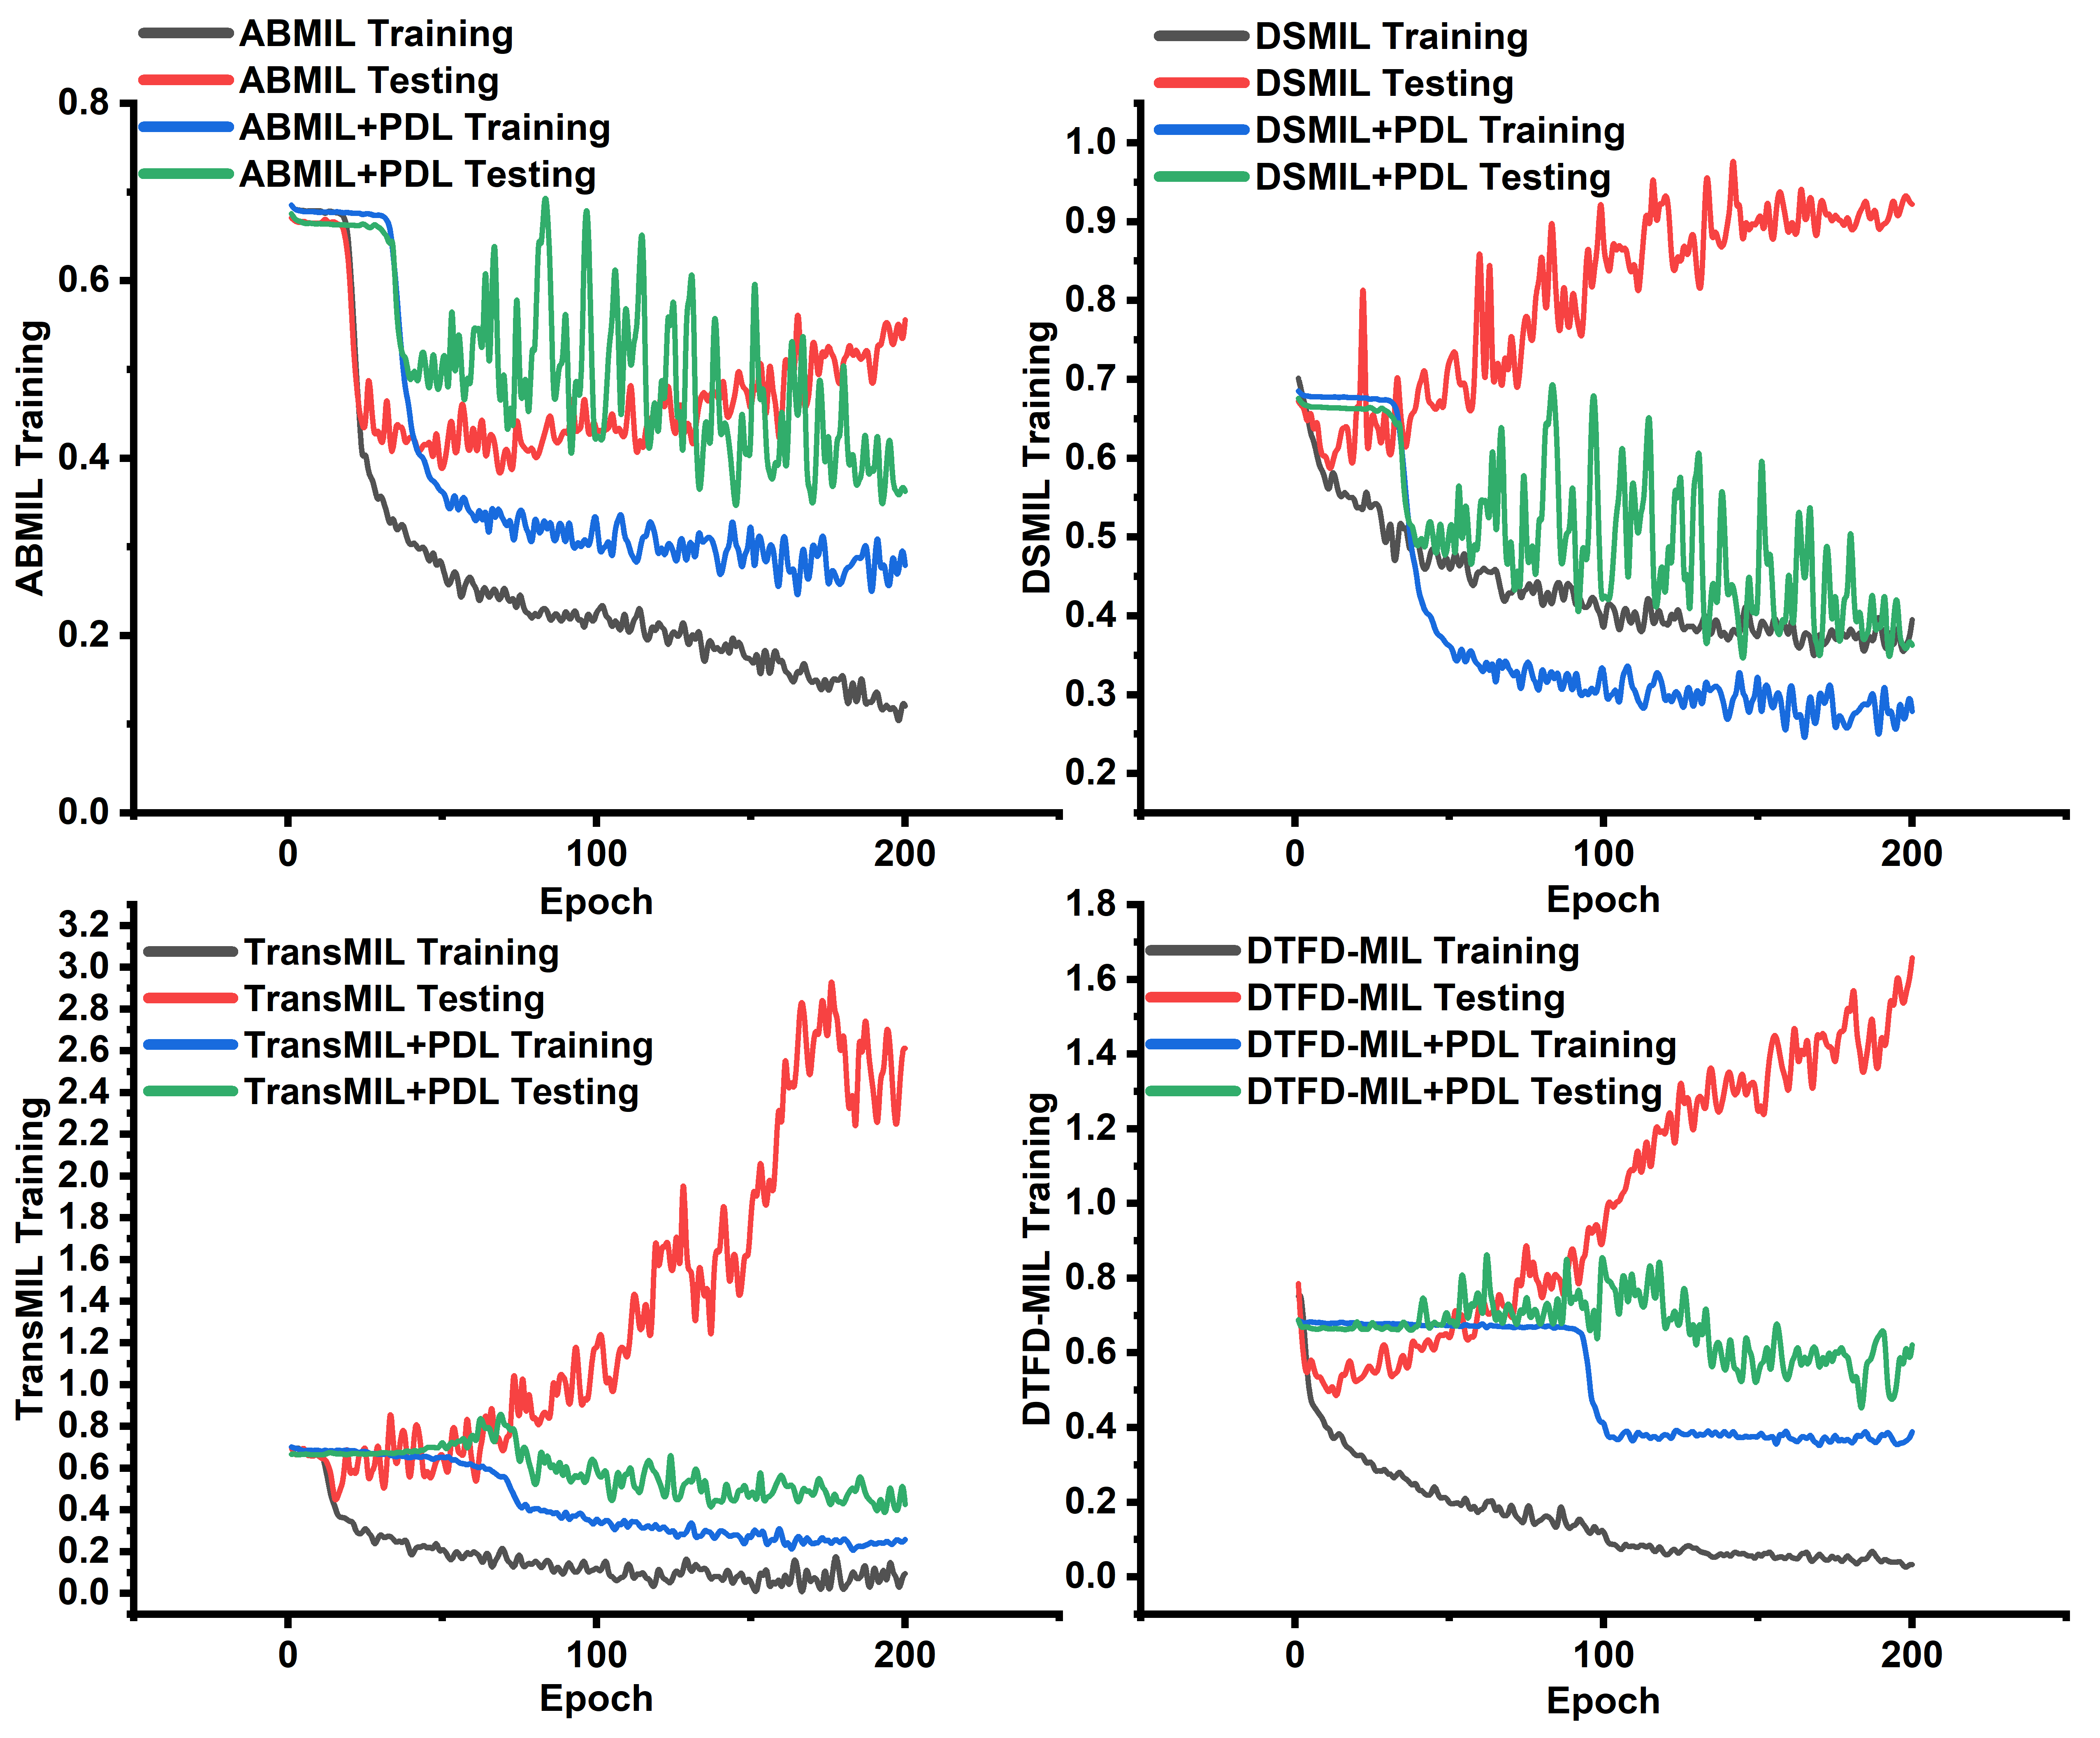 ABMIL Training
ABMIL Testing
ABMIL+PDL Training
ABMIL+PDL Testing
0.8
0.6
0.4
0.2
0.0
ABMIL Training
0
100
200
Epoch
DSMIL Training
DSMIL Testing
DSMIL+PDL Training
DSMIL+PDL Testing
1.0
0.9
0.8
0.7
0.6
0.5
0.4
0.3
0.2
DSMIL Training
0
100
200
Epoch
TransMIL Training
TransMIL Testing
TransMIL+PDL Training
TransMIL+PDL Testing
3.2
3.0
2.8
2.6
2.4
2.2
2.0
1.8
1.6
1.4
1.2
1.0
0.8
0.6
0.4
0.2
0.0
TransMIL Training
0
100
200
Epoch
DTFD-MIL Training
DTFD-MIL Testing
DTFD-MIL+PDL Training
DTFD-MIL+PDL Testing
1.8
1.6
1.4
1.2
1.0
0.8
0.6
0.4
0.2
0.0
DTFD-MIL Training
0
100
200
Epoch